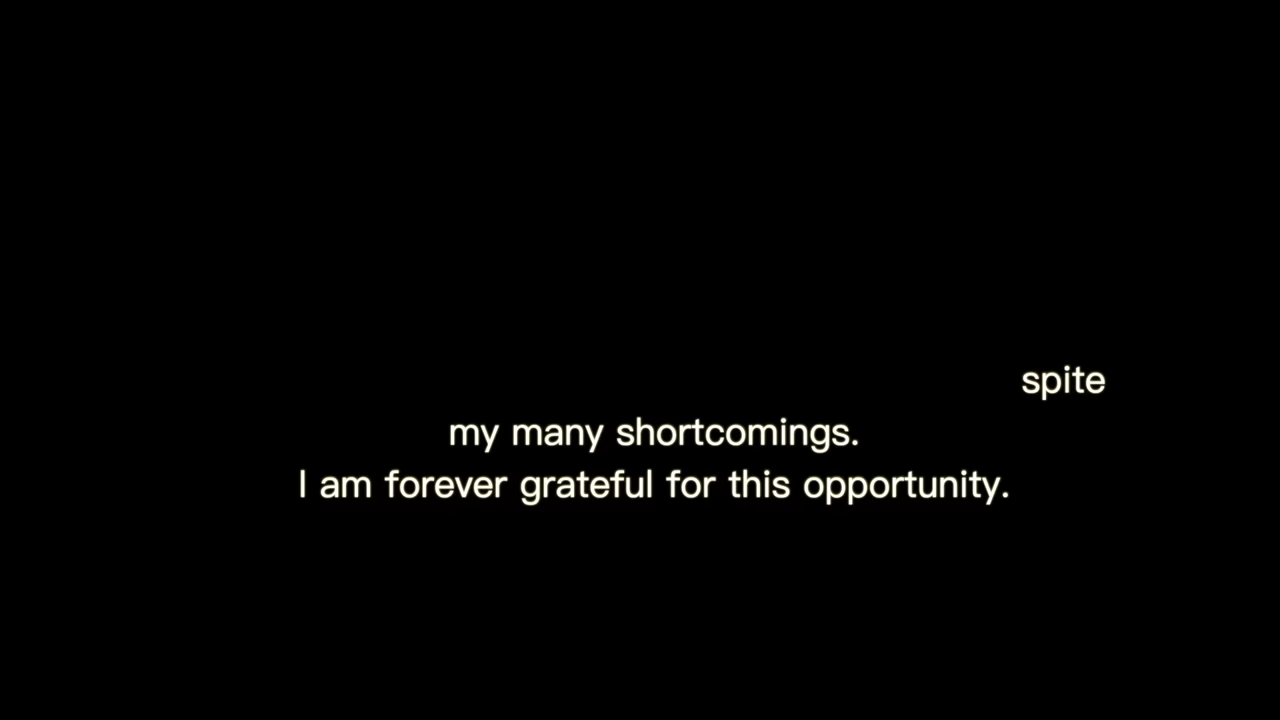 spite
my many shortcomings.
I am forever grateful for this opportunity.